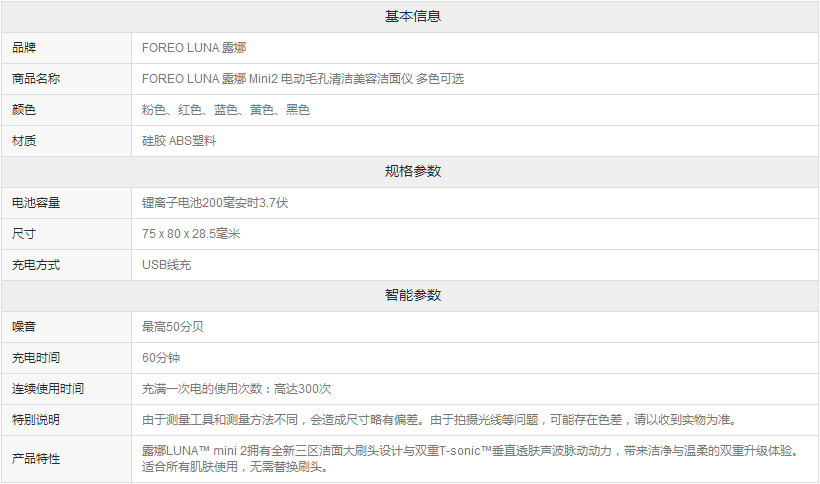 基本信息
品牌 FOREO LUNA 露娜
商品名称 FOREO LUNA 露娜 Mini2 电动毛孔清洁美容洁面仪 多色可选
颜色 粉色、红色、蓝色、黄色、黑色
材质 硅胶 ABS塑料
规格参数
电池容量 锂离子电池200毫安时3.7伏
尺寸 75 x 80 x 28.5毫米
充电方式 USB线充
智能参数
噪音 最高50分贝
充电时间 60分钟
连续使用时间 充满一次电的使用次数：高达300次
特别说明 由于测量工具和测量方法不同，会造成尺寸略有偏差。由于拍摄光线等问题，可能存在色差，请以收到实物为准。
产品特性 露娜LUNA™ mini 2拥有全新三区洁面大刷头设计与双重T-sonic™垂直透肤声波脉动动力，带来洁净与温柔的双重升级体验。
适合所有肌肤使用，无需替换刷头。